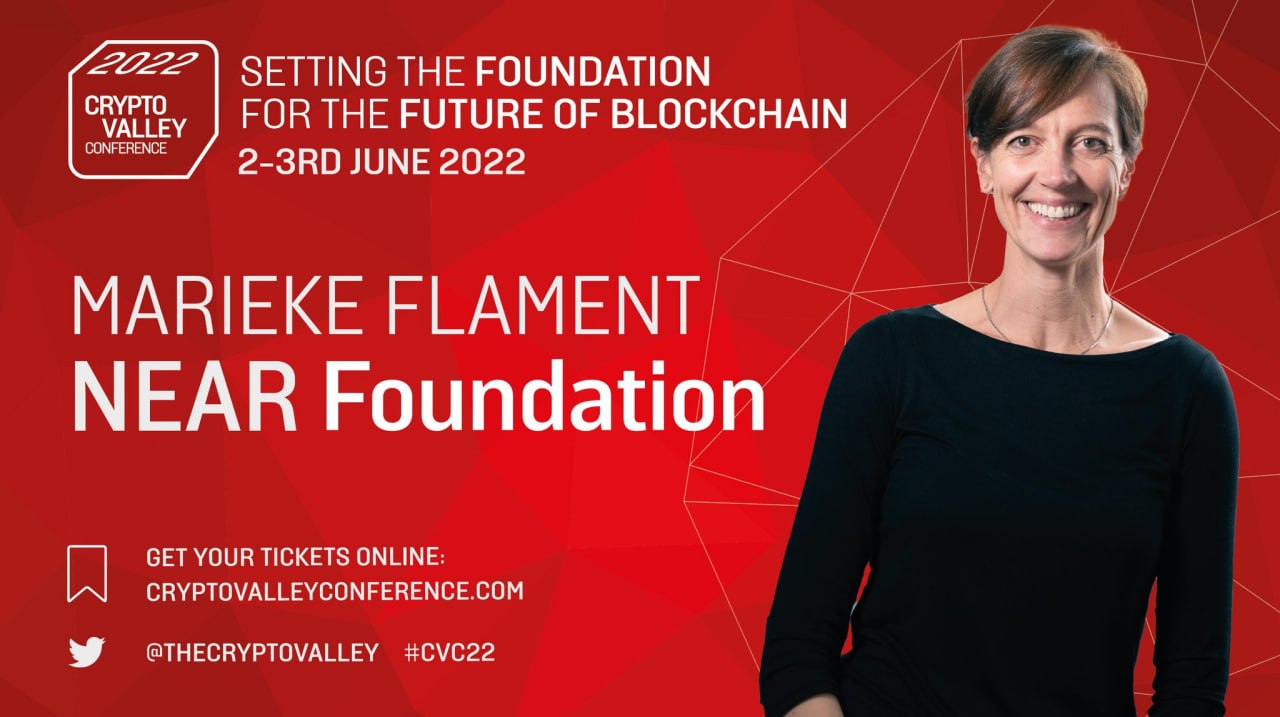 2022
CRYPTO
VALLEY
CONFERENCE
SETTING THE FOUNDATION
FOR THE FUTURE OF BLOCKCHAIN
2-3RD JUNE 2022
MARIEKE FLAMENT
NEAR Foundation
GET YOUR TICKETS ONLINE:
CRYPTOVALLEYCONFERENCE.COM
@THECRYPTOVALLEY #CVC22